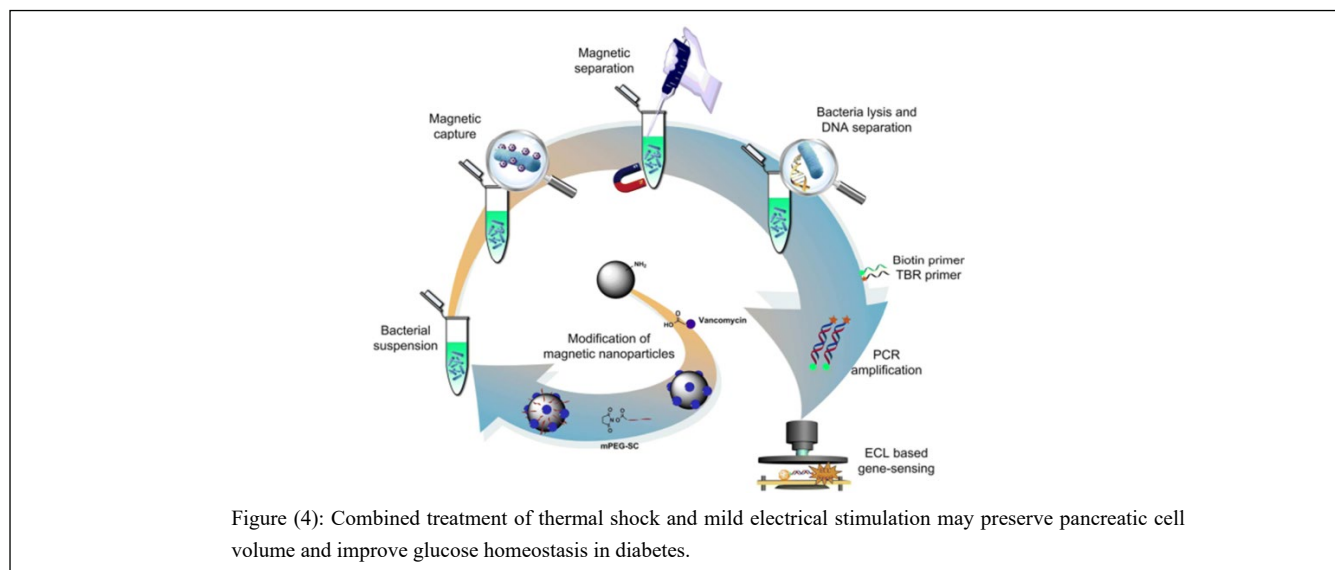 Magnetic
separation
Magnetic
capture
Bacteria lysis and
DNA separation
Biotin primer
TBR primer
NH₂
O
HO
Vancomycin
Bacterial
suspension
Modification of
magnetic nanoparticles
PCR
amplification
mPEG-SC
ECL based
gene-sensing
Figure (4): Combined treatment of thermal shock and mild electrical stimulation may preserve pancreatic cell
volume and improve glucose homeostasis in diabetes.